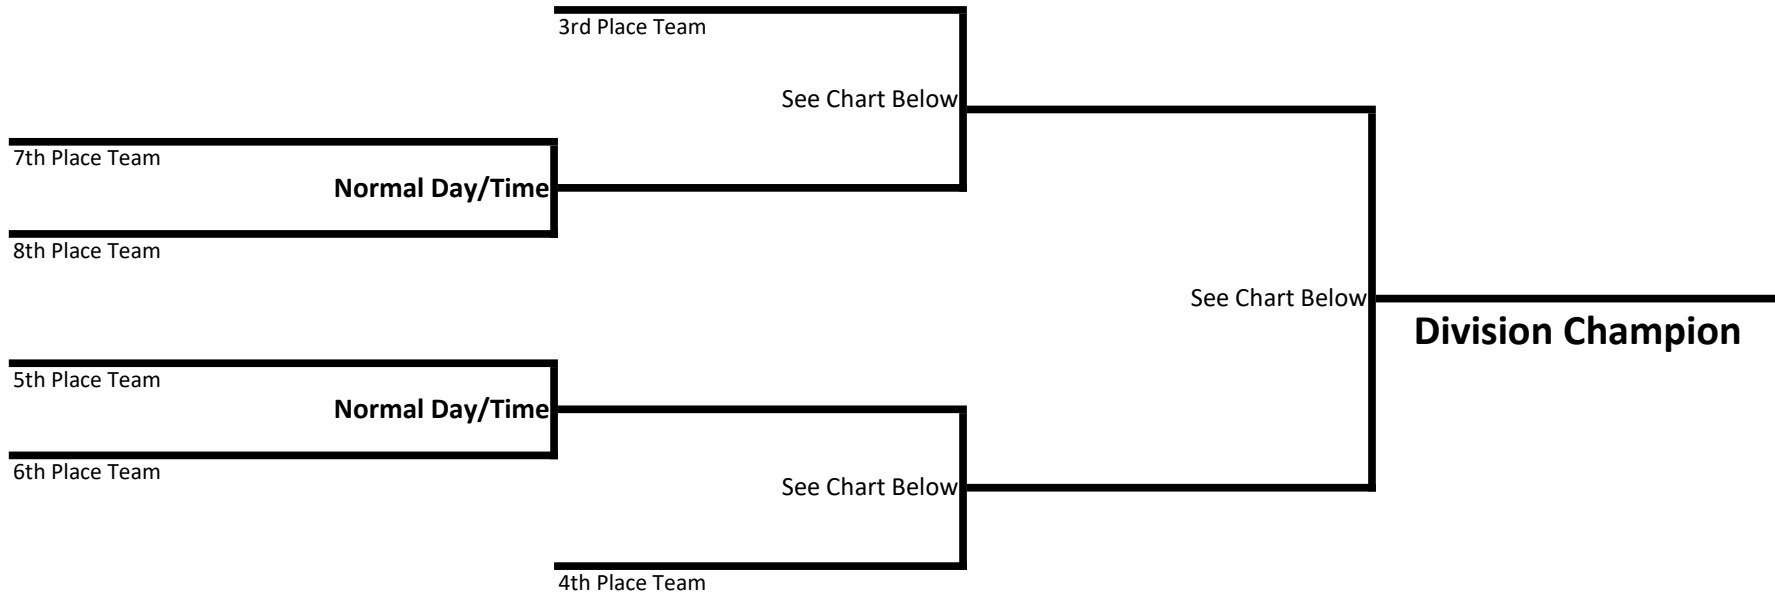 3rd Place Team
See Chart Below
7th Place Team
Normal Day/Time
8th Place Team
See Chart Below
Division Champion
5th Place Team
Normal Day/Time
6th Place Team
See Chart Below
4th Place Team